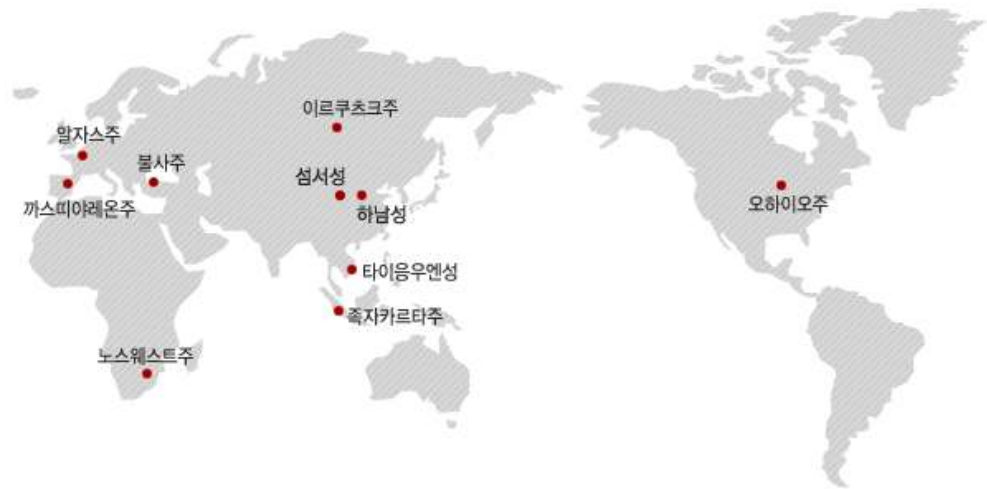 이르쿠츠크주
알자스주
불사주
섬서성
까스띠야레온주
하남성
오하이오주
타이응우엔성
족자카르타주
노스웨스트주